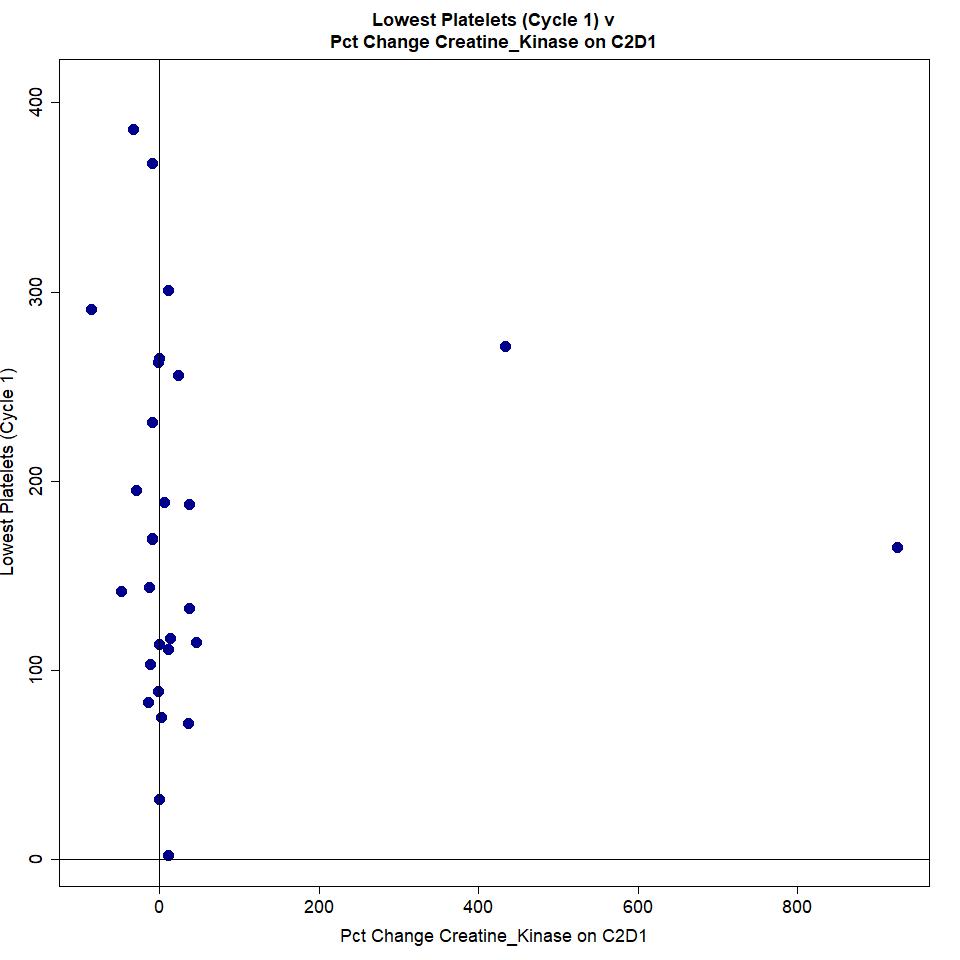 Lowest Platelets (Cycle 1) v
Pct Change Creatine_Kinase on C2D1
400
300
200
100
0
Lowest Platelets (Cycle 1)
0 200 400 600 800
Pct Change Creatine_Kinase on C2D1